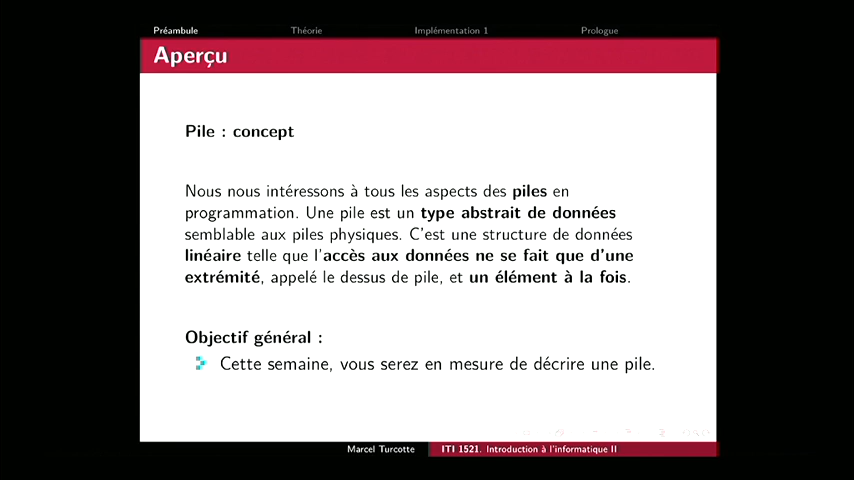 Préambule Théorie Implémentation 1 Prologue
Aperçu
Pile : concept
Nous nous intéressons à tous les aspects des piles en
programmation. Une pile est un type abstrait de données
semblable aux piles physiques. C'est une structure de données
linéaire telle que l'accès aux données ne se fait que d'une
extrémité, appelé le dessus de pile, et un élément à la fois.
Objectif général :
Cette semaine, vous serez en mesure de décrire une pile.
Marcel Turcotte ITI 1521. Introduction à l'informatique II